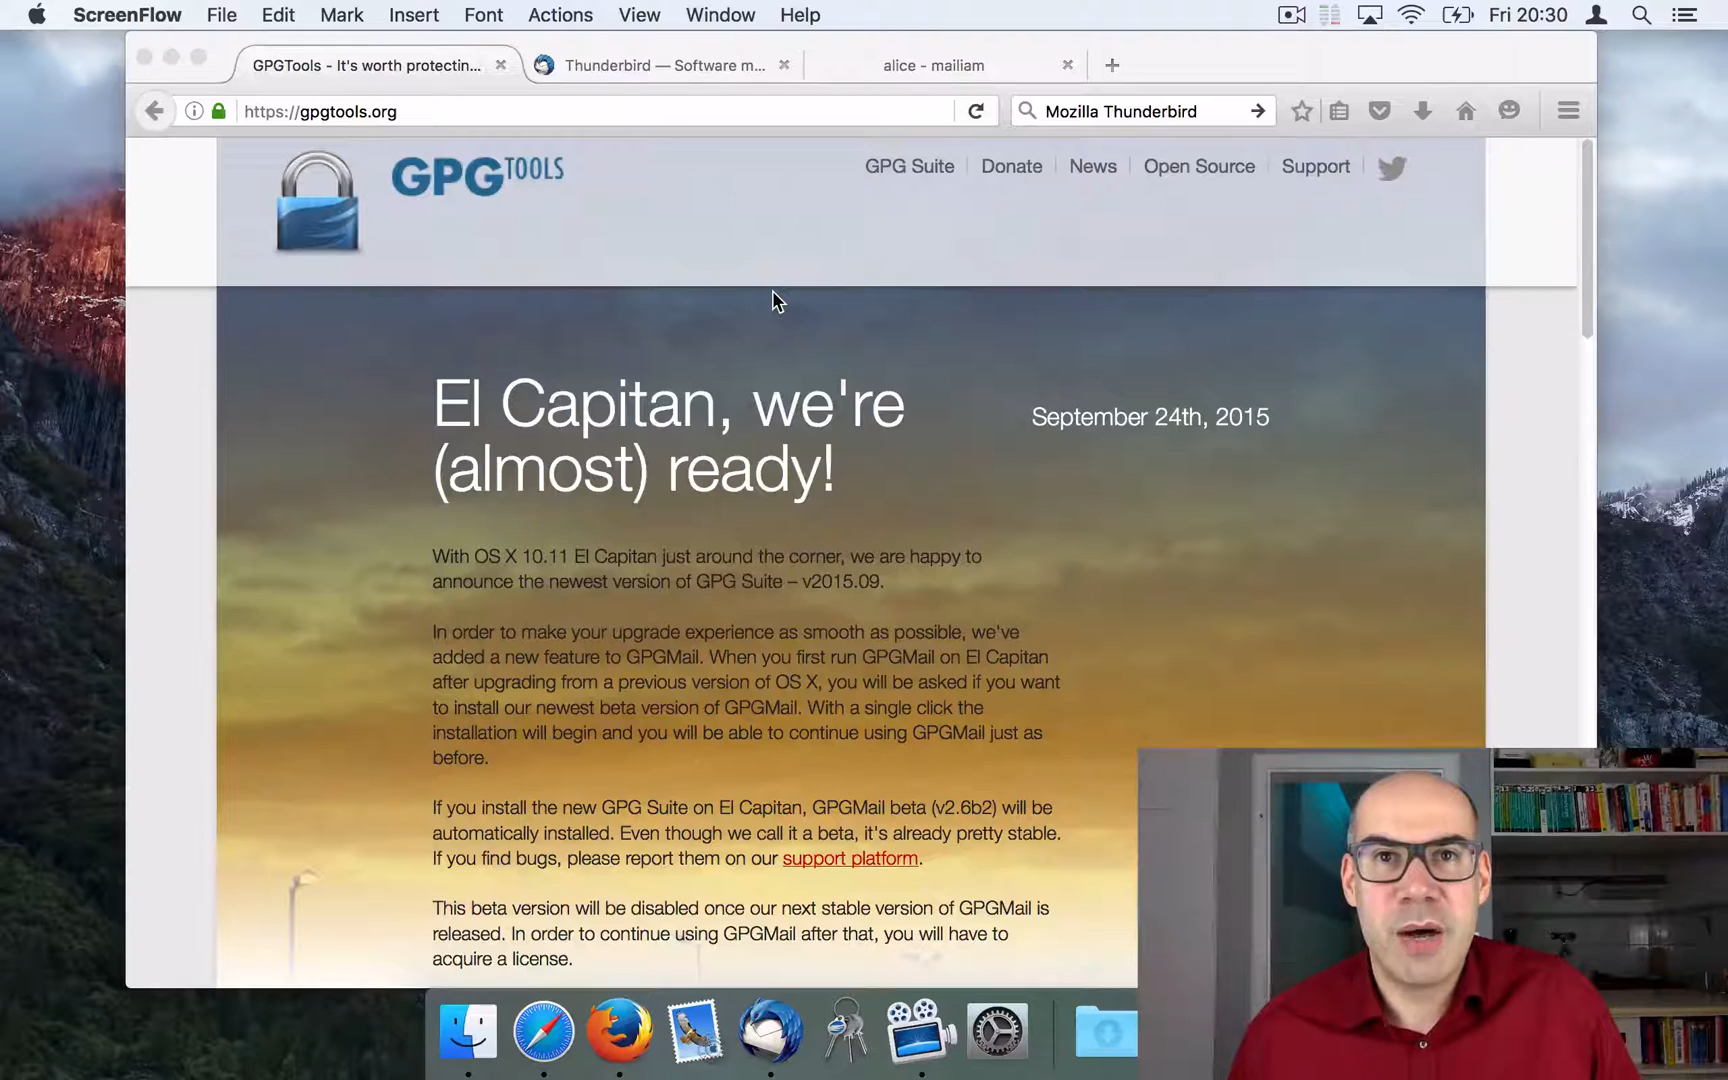 ScreenFlow File Edit Mark Insert Font Actions View Window Help Fri 20:30
GPGTools - It's worth protectin... Thunderbird — Software m... alice - mailiam
https://gpgtools.org Mozilla Thunderbird
GPGTOOLS GPG Suite Donate News Open Source Support
El Capitan, we're
(almost) ready!
September 24th, 2015
With OS X 10.11 El Capitan just around the corner, we are happy to
announce the newest version of GPG Suite – v2015.09.
In order to make your upgrade experience as smooth as possible, we've
added a new feature to GPGMail. When you first run GPGMail on El Capitan
after upgrading from a previous version of OS X, you will be asked if you want
to install our newest beta version of GPGMail. With a single click the
installation will begin and you will be able to continue using GPGMail just as
before.
If you install the new GPG Suite on El Capitan, GPGMail beta (v2.6b2) will be
automatically installed. Even though we call it a beta, it's already pretty stable.
If you find bugs, please report them on our support platform.
This beta version will be disabled once our next stable version of GPGMail is
released. In order to continue using GPGMail after that, you will have to
acquire a license.